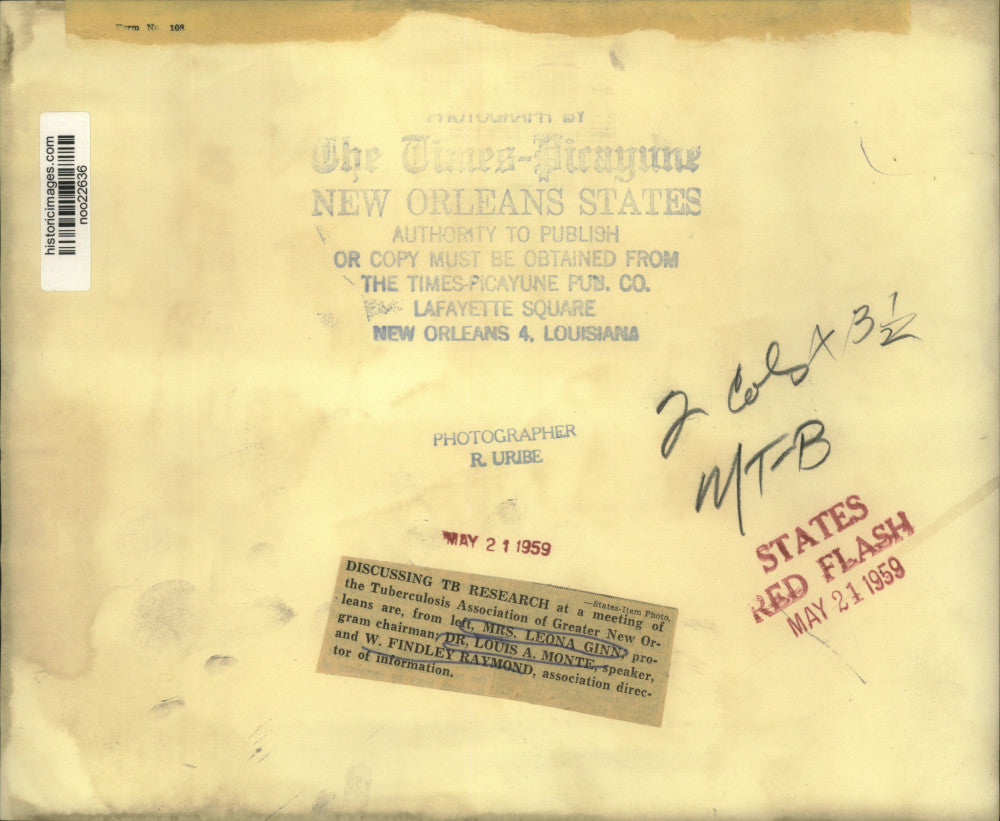 Form No 108
historicimages.com
noo22636
PHOTOGRAPH BY
The Times-Picayune
NEW ORLEANS STATES
AUTHORITY TO PUBLISH
OR COPY MUST BE OBTAINED FROM
THE TIMES-PICAYUNE PUB. CO.
LAFAYETTE SQUARE
NEW ORLEANS 4, LOUISIANA
2 Cols X 3 1/2
MT-B
PHOTOGRAPHER
R. URIBE
STATES
RED FLASH
MAY 21 1959
MAY 21 1959
—States-Item Photo.
DISCUSSING TB RESEARCH at a meeting of
the Tuberculosis Association of Greater New Or-
leans are, from left, MRS. LEONA GINN, pro-
gram chairman; DR. LOUIS A. MONTE, speaker,
and W. FINDLEY RAYMOND, association direc-
tor of information.